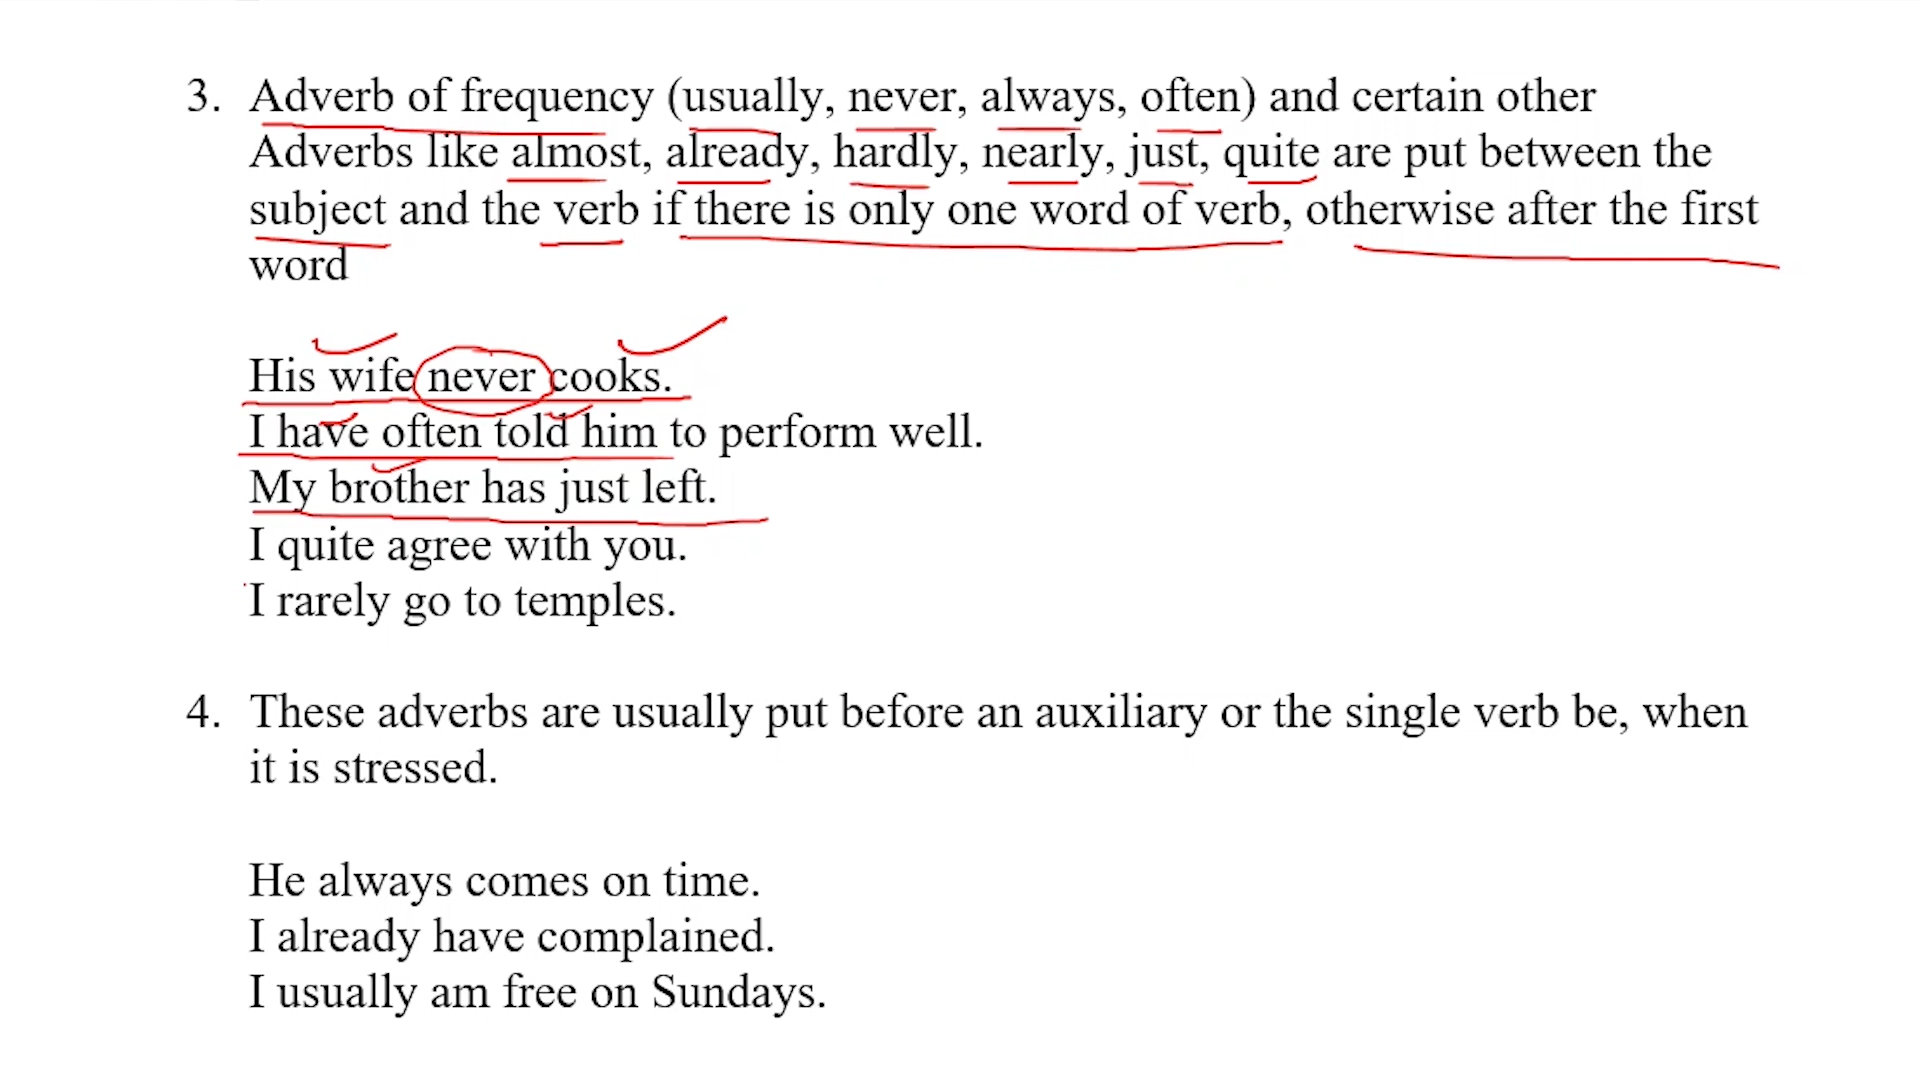 3. Adverb of frequency (usually, never, always, often) and certain other
Adverbs like almost, already, hardly, nearly, just, quite are put between the
subject and the verb if there is only one word of verb, otherwise after the first
word
His wife never cooks.
I have often told him to perform well.
My brother has just left.
I quite agree with you.
I rarely go to temples.
4. These adverbs are usually put before an auxiliary or the single verb be, when
it is stressed.
He always comes on time.
I already have complained.
I usually am free on Sundays.